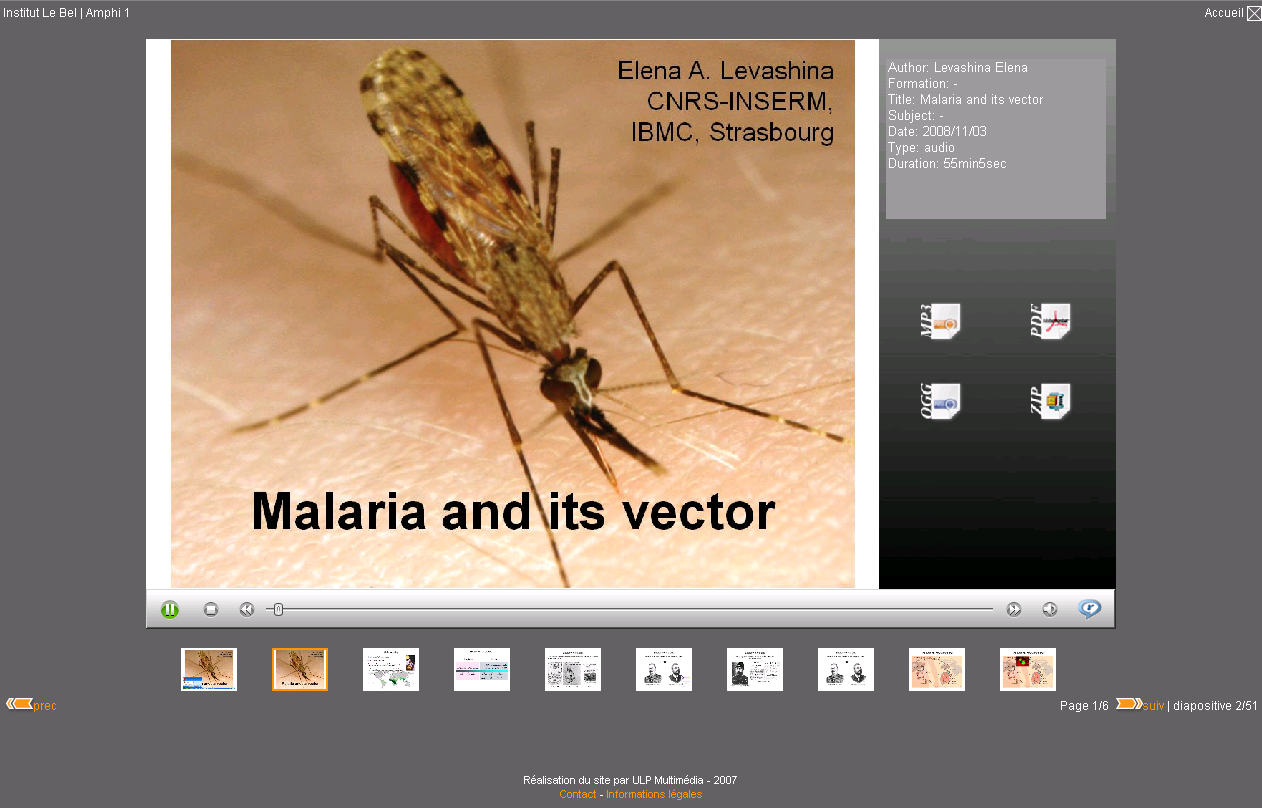 Institut Le Bel | Amphi 1
Accueil
Elena A. Levashina
CNRS-INSERM,
IBMC, Strasbourg
Malaria and its vector
Author: Levashina Elena
Formation: -
Title: Malaria and its vector
Subject: -
Date: 2008/11/03
Type: audio
Duration: 55min5sec
MP3
PDF
OGG
ZIP
prec
Page 1/6
suiv | diapositive 2/51
Réalisation du site par ULP Multimédia - 2007
Contact - Informations légales